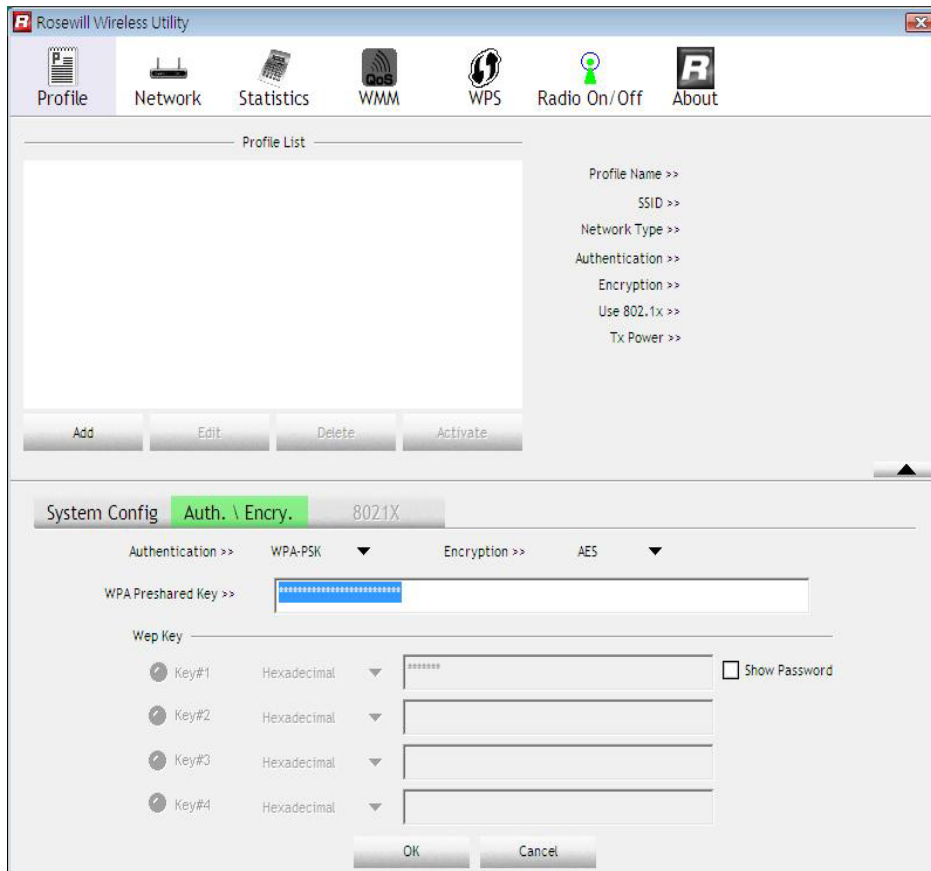 R Rosewill Wireless Utility
Profile Network Statistics QoS WMM WPS Radio On/Off R About
Profile List
Profile Name >>
SSID >>
Network Type >>
Authentication >>
Encryption >>
Use 802.1x >>
Tx Power >>
Add Edit Delete Activate
System Config Auth. \ Encry. 8021X
Authentication >> WPA-PSK Encryption >> AES
WPA Preshared Key >> **************************
Wep Key
Key#1 Hexadecimal ******* Show Password
Key#2 Hexadecimal
Key#3 Hexadecimal
Key#4 Hexadecimal
OK Cancel